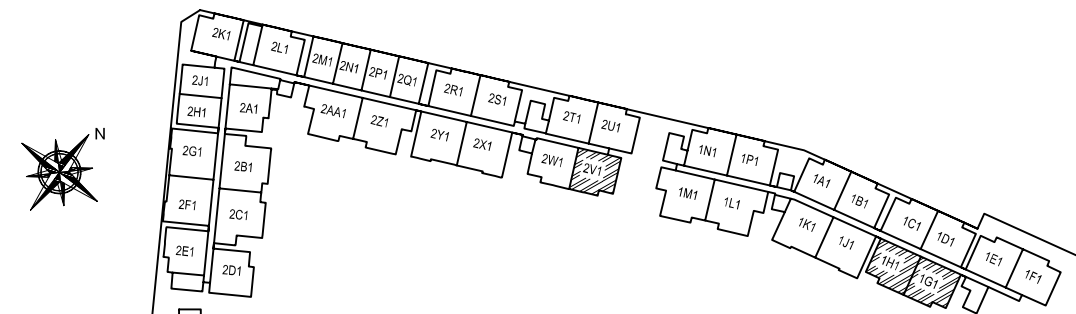 N
2K1
2L1
2M1
2N1
2P1
2Q1
2R1
2S1
2T1
2U1
1N1
1P1
1A1
1B1
1C1
1D1
1E1
1F1
2J1
2H1
2A1
2AA1
2Z1
2Y1
2X1
2W1
2V1
1M1
1L1
1K1
1J1
1H1
1G1
2G1
2B1
2F1
2C1
2E1
2D1